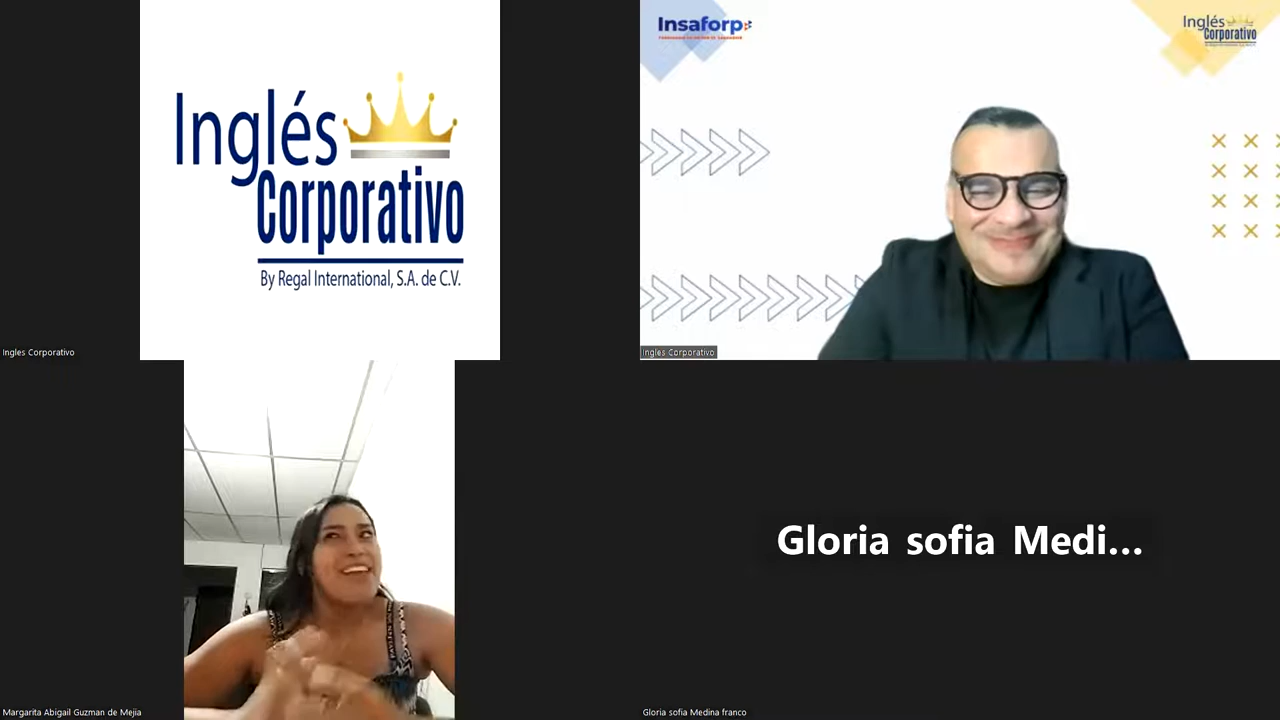 Inglés
Corporativo
By Regal International, S.A. de C.V.
Ingles Corporativo
Insaforp
Inglés
Corporativo
Ingles Corporativo
Margarita Abigail Guzman de Mejia
Gloria sofia Medi...
Gloria sofia Medina franco